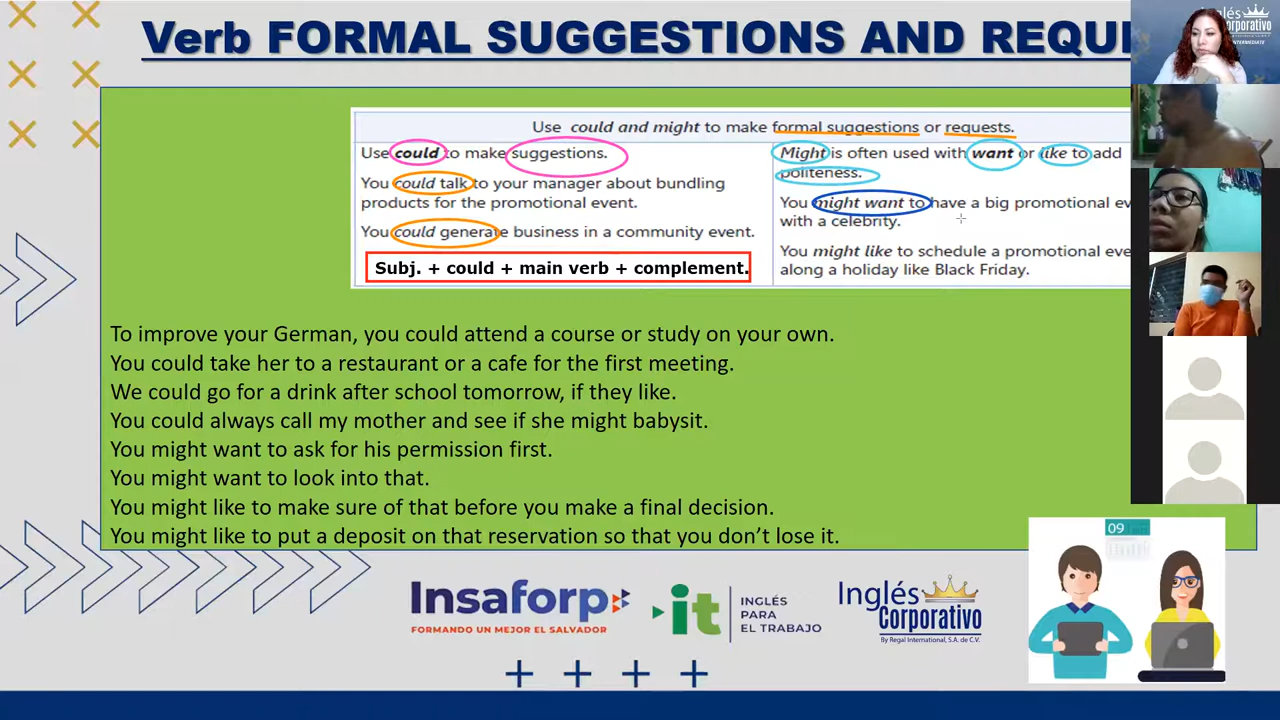 Verb FORMAL SUGGESTIONS AND REQU
Inglés
Corporativo
INTERMEDIATE
Use could and might to make formal suggestions or requests.
Use could to make suggestions.
You could talk to your manager about bundling
products for the promotional event.
You could generate business in a community event.
Subj. + could + main verb + complement.
Might is often used with want or like to add
politeness.
You might want to have a big promotional ev
with a celebrity.
You might like to schedule a promotional eve
along a holiday like Black Friday.
To improve your German, you could attend a course or study on your own.
You could take her to a restaurant or a cafe for the first meeting.
We could go for a drink after school tomorrow, if they like.
You could always call my mother and see if she might babysit.
You might want to ask for his permission first.
You might want to look into that.
You might like to make sure of that before you make a final decision.
You might like to put a deposit on that reservation so that you don’t lose it.
09
Insaforp
FORMANDO UN MEJOR EL SALVADOR
it
INGLÉS
PARA
EL TRABAJO
Inglés
Corporativo
By Regal International, S.A. de C.V.